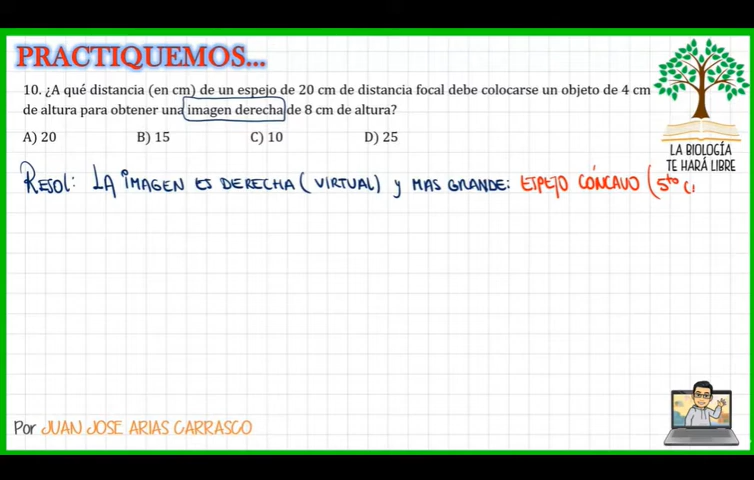 PRACTIQUEMOS...
10. ¿A qué distancia (en cm) de un espejo de 20 cm de distancia focal debe colocarse un objeto de 4 cm
de altura para obtener una imagen derecha de 8 cm de altura?
A) 20 B) 15 C) 10 D) 25
LA BIOLOGÍA
TE HARÁ LIBRE
RESOL: LA IMAGEN ES DERECHA (VIRTUAL) y MAS GRANDE: ESPEJO CÓNCAVO (5to
Por JUAN JOSE ARIAS CARRASCO